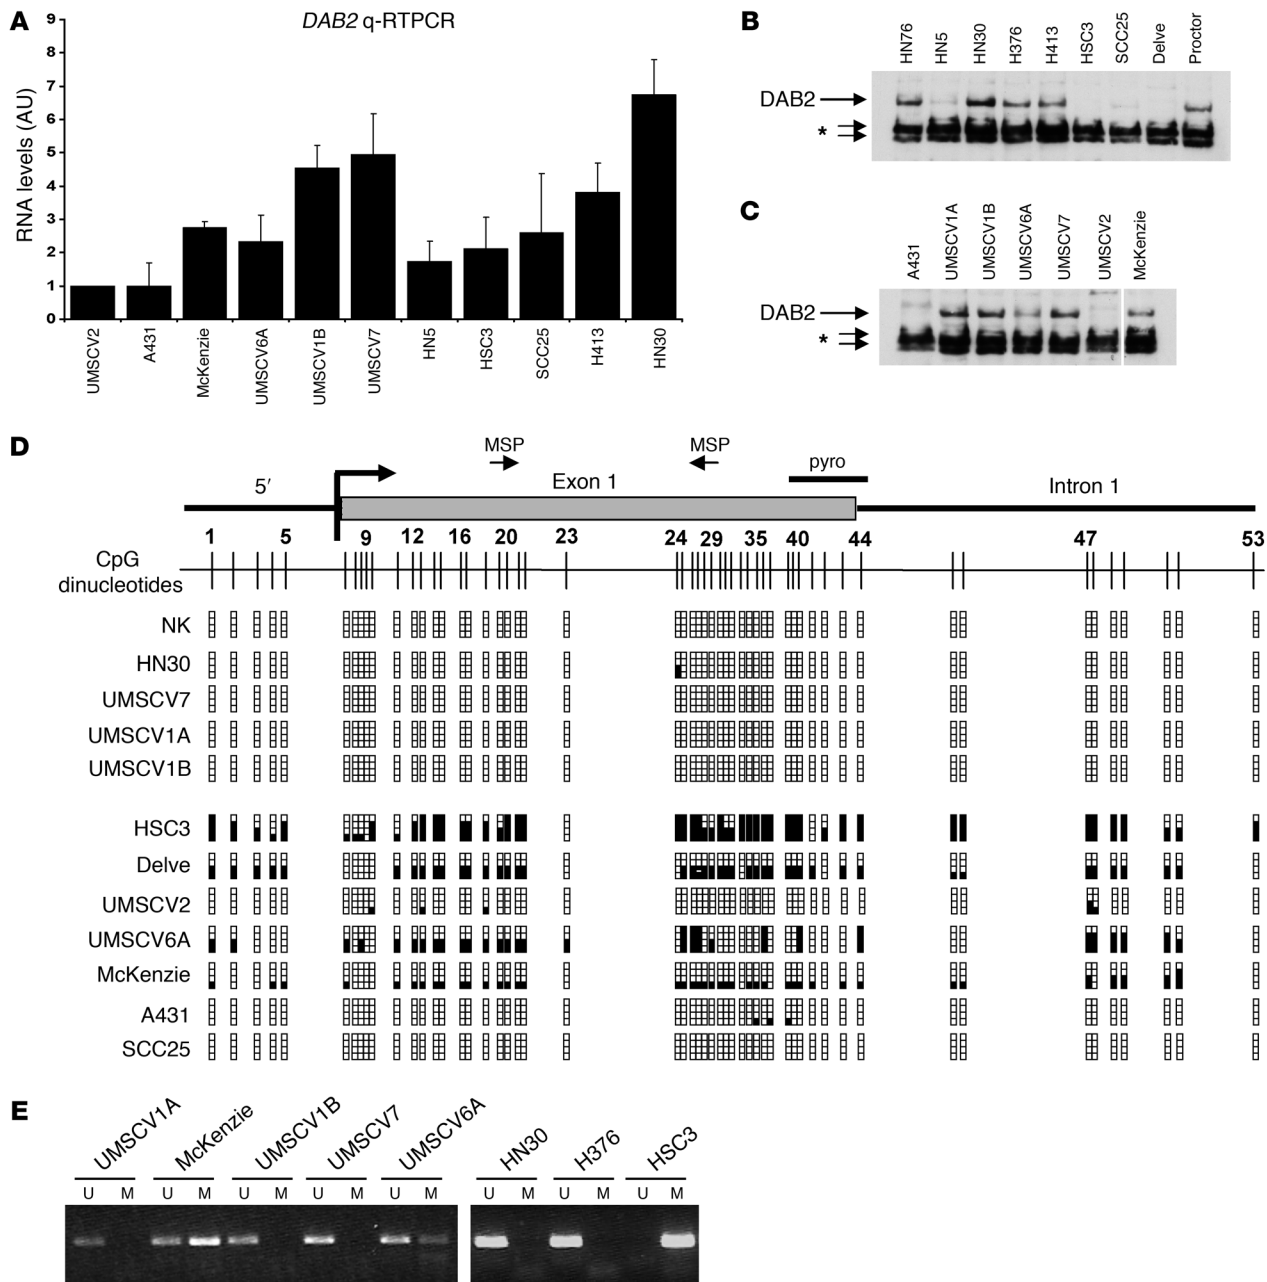 A
DAB2 q-RTPCR
RNA levels (AU)
9
8
7
6
5
4
3
2
1
0
UMSCV2
A431
McKenzie
UMSCV6A
UMSCV1B
UMSCV7
HN5
HSC3
SCC25
H413
HN30
B
HN76
HN5
HN30
H376
H413
HSC3
SCC25
Delve
Proctor
DAB2
*
C
A431
UMSCV1A
UMSCV1B
UMSCV6A
UMSCV7
UMSCV2
McKenzie
DAB2
*
D
MSP MSP
pyro
5′ Exon 1 Intron 1
1 5 9 12 16 20 23 24 29 35 40 44 47 53
CpG
dinucleotides
NK
HN30
UMSCV7
UMSCV1A
UMSCV1B
HSC3
Delve
UMSCV2
UMSCV6A
McKenzie
A431
SCC25
E
UMSCV1A McKenzie UMSCV1B UMSCV7 UMSCV6A HN30 H376 HSC3
U M U M U M U M U M U M U M U M